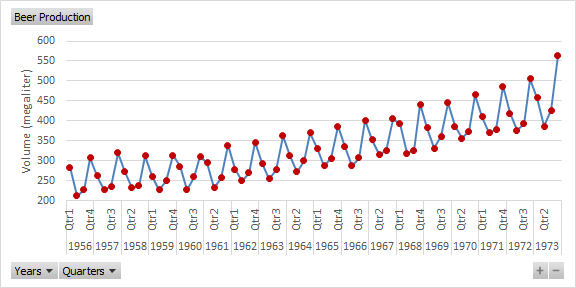 Beer Production
600
550
500
450
400
350
300
250
200
Volume (megaliter)
Qtr1 Qtr4 Qtr3 Qtr2 Qtr1 Qtr4 Qtr3 Qtr2 Qtr1 Qtr4 Qtr3 Qtr2 Qtr1 Qtr4 Qtr3 Qtr2 Qtr1 Qtr4 Qtr3 Qtr2 Qtr1 Qtr4 Qtr3 Qtr2
1956 1957 1958 1959 1960 1961 1962 1963 1964 1965 1966 1967 1968 1969 1970 1971 1972 1973
Years Quarters + −